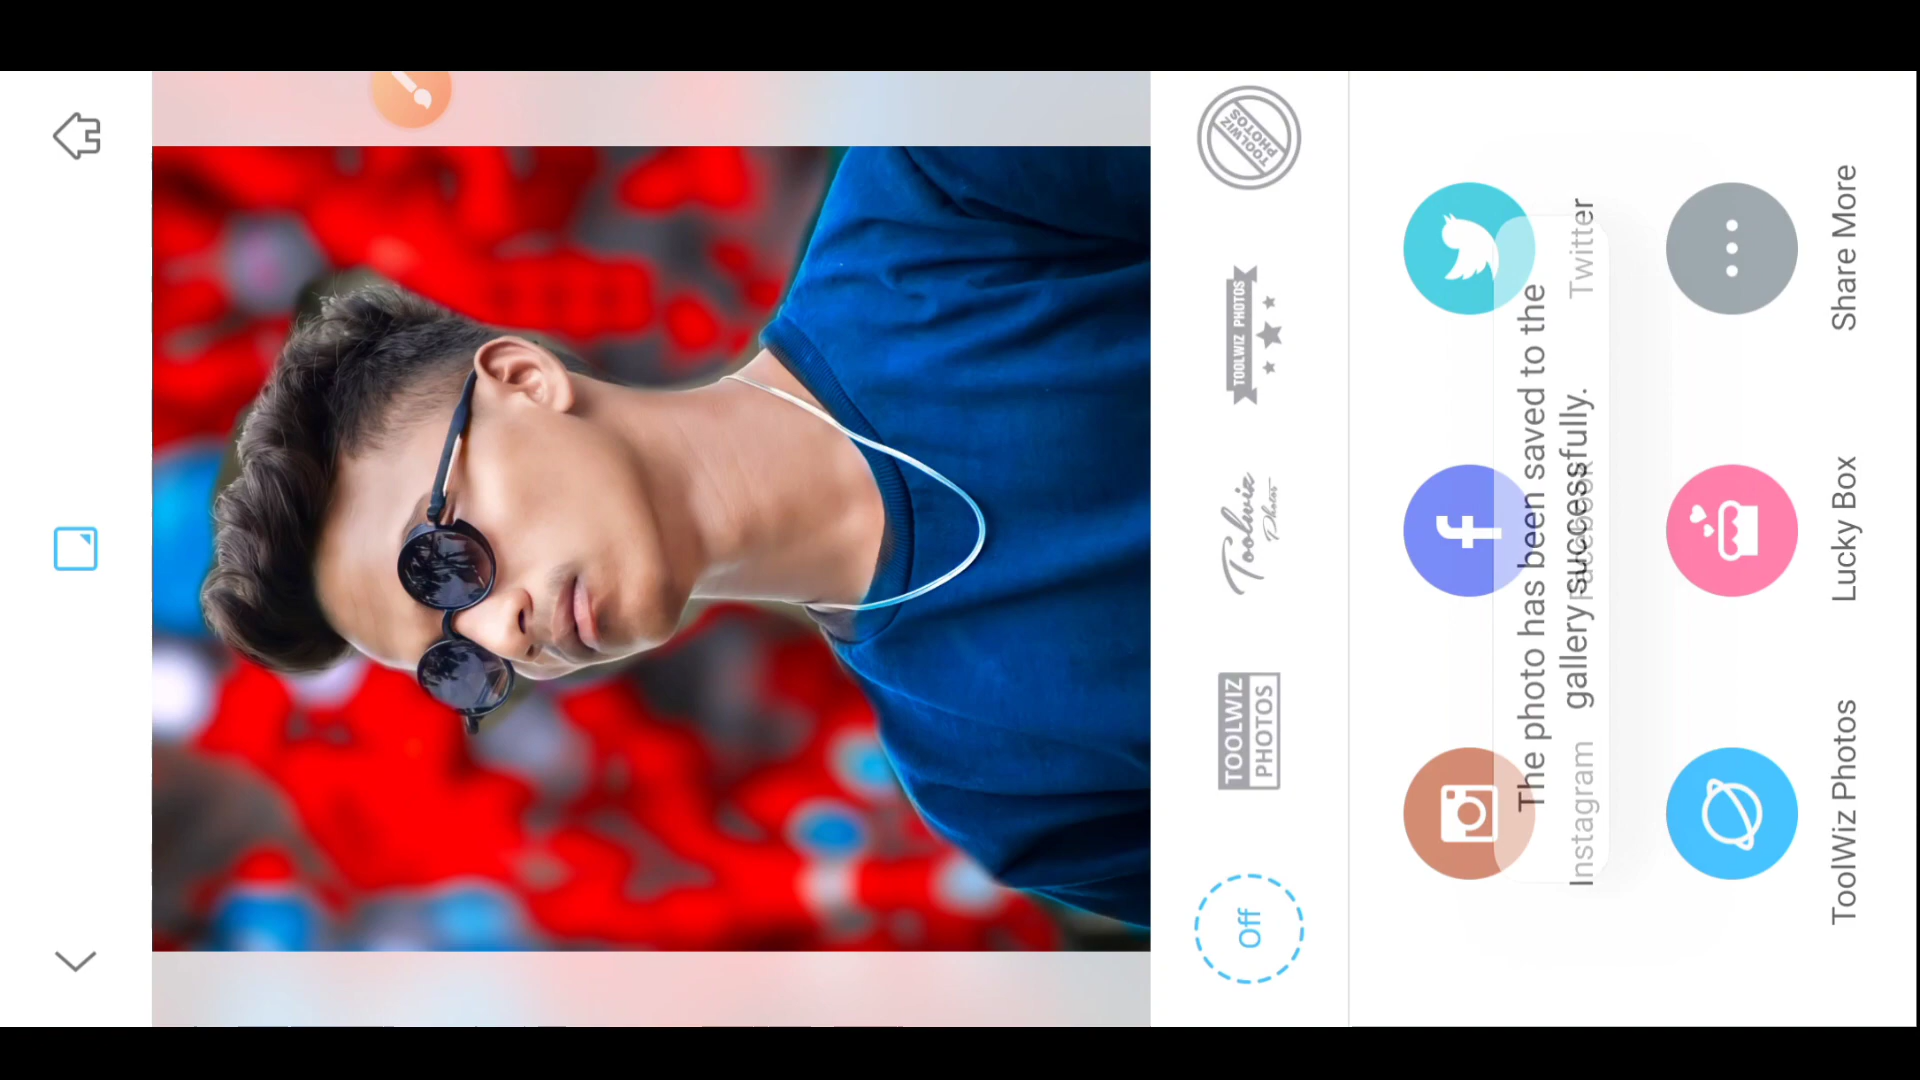 Off
TOOLWIZ
PHOTOS
Toolwiz
Photos
TOOLWIZ PHOTOS
TOOLWIZ
PHOTOS
The photo has been saved to the
gallery successfully.
Instagram
Facebook
Twitter
ToolWiz Photos
Lucky Box
Share More